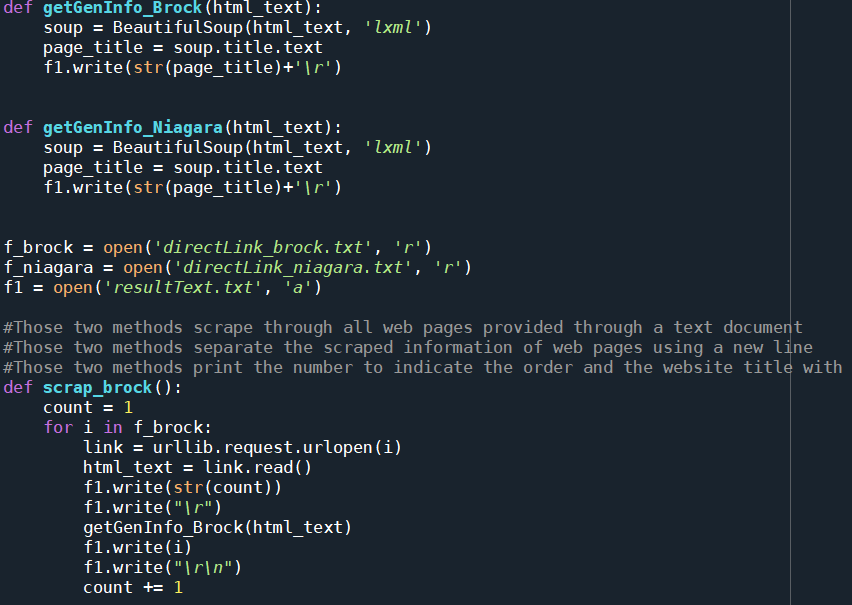 def getGenInfo_Brock(html_text):
    soup = BeautifulSoup(html_text, 'lxml')
    page_title = soup.title.text
    f1.write(str(page_title)+'\r')
def getGenInfo_Niagara(html_text):
    soup = BeautifulSoup(html_text, 'lxml')
    page_title = soup.title.text
    f1.write(str(page_title)+'\r')
f_brock = open('directLink_brock.txt', 'r')
f_niagara = open('directLink_niagara.txt', 'r')
f1 = open('resultText.txt', 'a')
#Those two methods scrape through all web pages provided through a text document
#Those two methods separate the scraped information of web pages using a new line
#Those two methods print the number to indicate the order and the website title with
def scrap_brock():
    count = 1
    for i in f_brock:
        link = urllib.request.urlopen(i)
        html_text = link.read()
        f1.write(str(count))
        f1.write("\r")
        getGenInfo_Brock(html_text)
        f1.write(i)
        f1.write("\r\n")
        count += 1